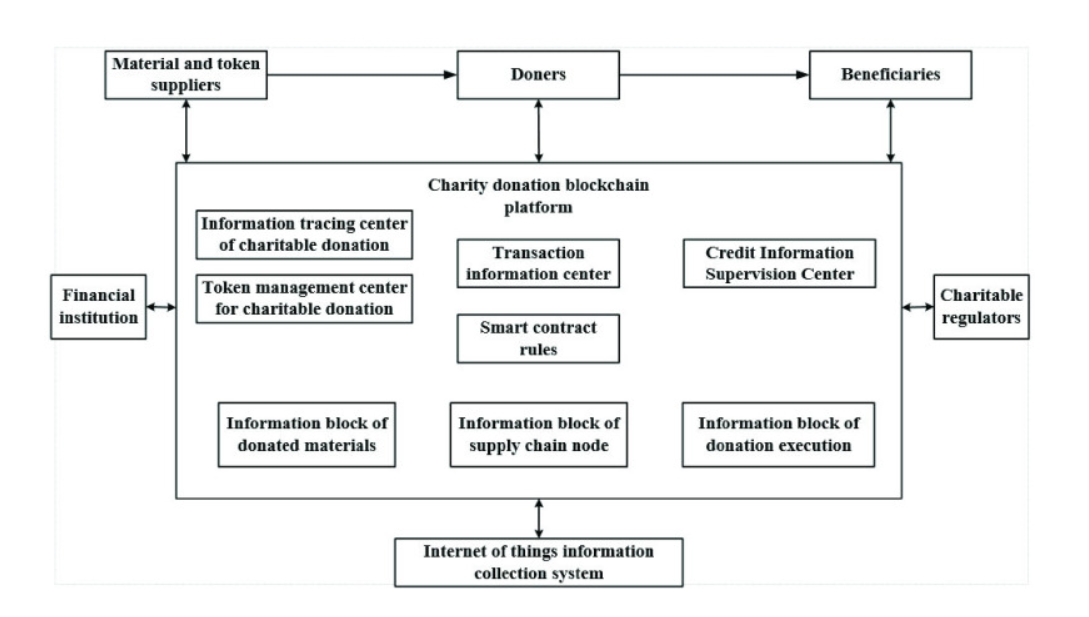 Material and token
suppliers
Doners
Beneficiaries
Charity donation blockchain
platform
Information tracing center
of charitable donation
Transaction
information center
Credit Information
Supervision Center
Token management center
for charitable donation
Financial
institution
Charitable
regulators
Smart contract
rules
Information block of
donated materials
Information block of
supply chain node
Information block of
donation execution
Internet of things information
collection system